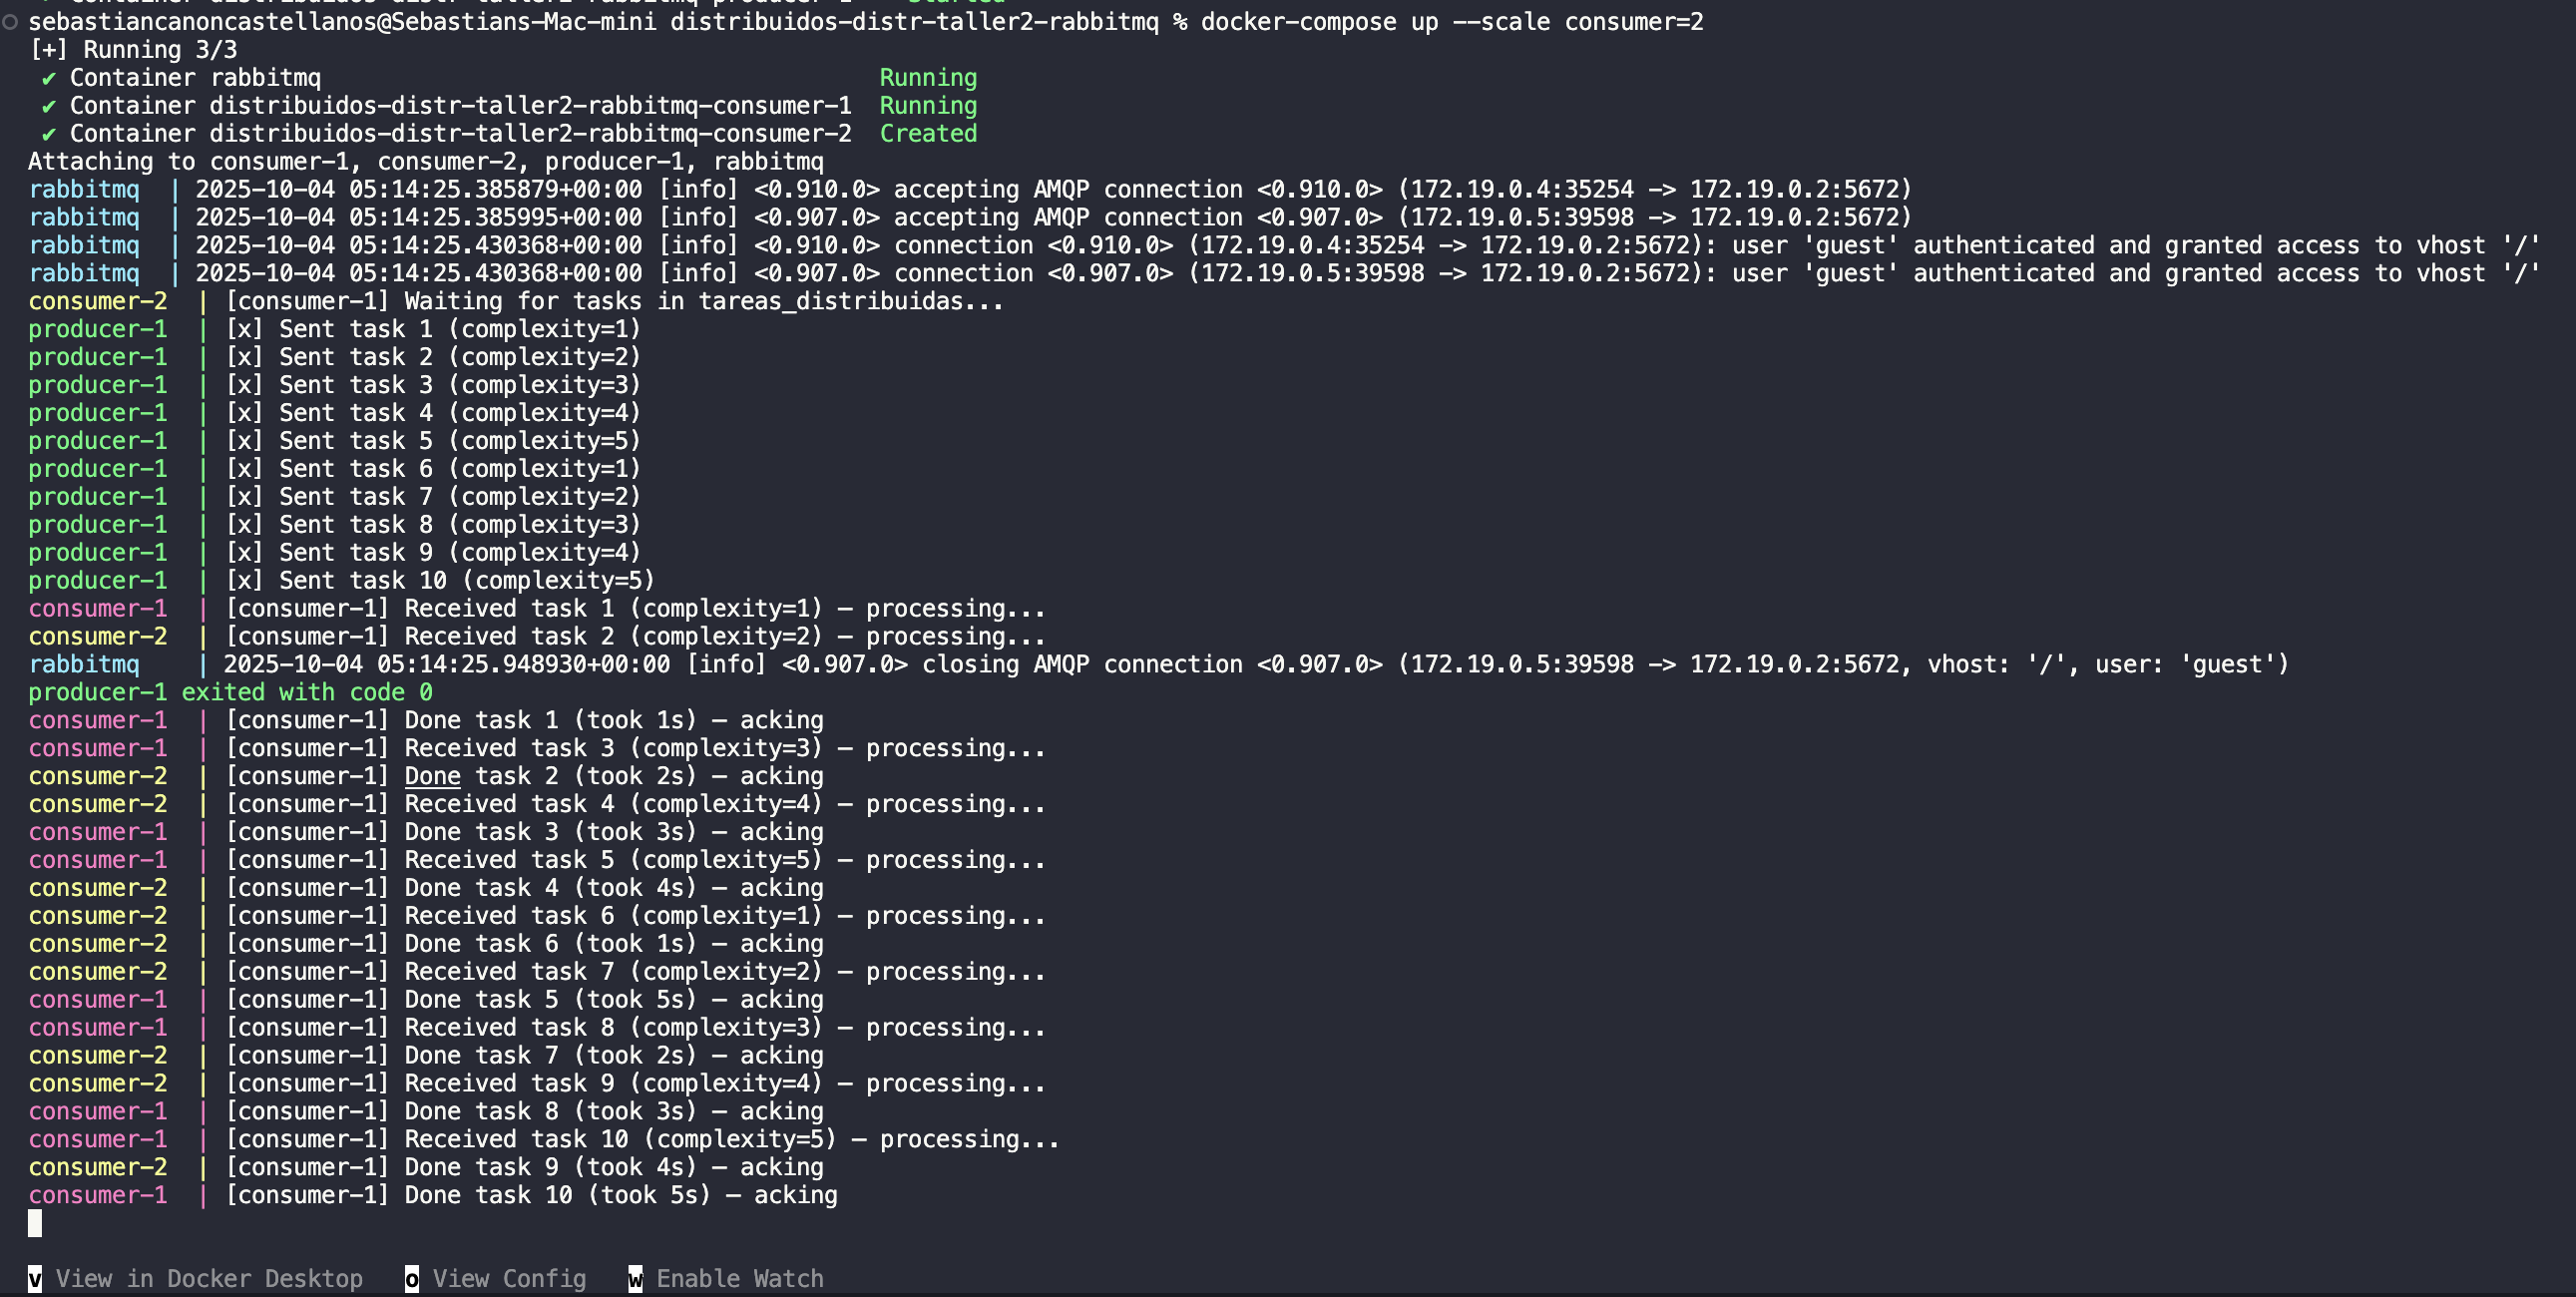 sebastiancanoncastellanos@Sebastians-Mac-mini distribuidos-distr-taller2-rabbitmq % docker-compose up --scale consumer=2
[+] Running 3/3
✔ Container rabbitmq Running
✔ Container distribuidos-distr-taller2-rabbitmq-consumer-1 Running
✔ Container distribuidos-distr-taller2-rabbitmq-consumer-2 Created
Attaching to consumer-1, consumer-2, producer-1, rabbitmq
rabbitmq | 2025-10-04 05:14:25.385879+00:00 [info] <0.910.0> accepting AMQP connection <0.910.0> (172.19.0.4:35254 -> 172.19.0.2:5672)
rabbitmq | 2025-10-04 05:14:25.385995+00:00 [info] <0.907.0> accepting AMQP connection <0.907.0> (172.19.0.5:39598 -> 172.19.0.2:5672)
rabbitmq | 2025-10-04 05:14:25.430368+00:00 [info] <0.910.0> connection <0.910.0> (172.19.0.4:35254 -> 172.19.0.2:5672): user 'guest' authenticated and granted access to vhost '/'
rabbitmq | 2025-10-04 05:14:25.430368+00:00 [info] <0.907.0> connection <0.907.0> (172.19.0.5:39598 -> 172.19.0.2:5672): user 'guest' authenticated and granted access to vhost '/'
consumer-2 | [consumer-1] Waiting for tasks in tareas_distribuidas...
producer-1 | [x] Sent task 1 (complexity=1)
producer-1 | [x] Sent task 2 (complexity=2)
producer-1 | [x] Sent task 3 (complexity=3)
producer-1 | [x] Sent task 4 (complexity=4)
producer-1 | [x] Sent task 5 (complexity=5)
producer-1 | [x] Sent task 6 (complexity=1)
producer-1 | [x] Sent task 7 (complexity=2)
producer-1 | [x] Sent task 8 (complexity=3)
producer-1 | [x] Sent task 9 (complexity=4)
producer-1 | [x] Sent task 10 (complexity=5)
consumer-1 | [consumer-1] Received task 1 (complexity=1) — processing...
consumer-2 | [consumer-1] Received task 2 (complexity=2) — processing...
rabbitmq | 2025-10-04 05:14:25.948930+00:00 [info] <0.907.0> closing AMQP connection <0.907.0> (172.19.0.5:39598 -> 172.19.0.2:5672, vhost: '/', user: 'guest')
producer-1 exited with code 0
consumer-1 | [consumer-1] Done task 1 (took 1s) — acking
consumer-1 | [consumer-1] Received task 3 (complexity=3) — processing...
consumer-2 | [consumer-1] Done task 2 (took 2s) — acking
consumer-2 | [consumer-1] Received task 4 (complexity=4) — processing...
consumer-1 | [consumer-1] Done task 3 (took 3s) — acking
consumer-1 | [consumer-1] Received task 5 (complexity=5) — processing...
consumer-2 | [consumer-1] Done task 4 (took 4s) — acking
consumer-2 | [consumer-1] Received task 6 (complexity=1) — processing...
consumer-2 | [consumer-1] Done task 6 (took 1s) — acking
consumer-2 | [consumer-1] Received task 7 (complexity=2) — processing...
consumer-1 | [consumer-1] Done task 5 (took 5s) — acking
consumer-1 | [consumer-1] Received task 8 (complexity=3) — processing...
consumer-2 | [consumer-1] Done task 7 (took 2s) — acking
consumer-2 | [consumer-1] Received task 9 (complexity=4) — processing...
consumer-1 | [consumer-1] Done task 8 (took 3s) — acking
consumer-1 | [consumer-1] Received task 10 (complexity=5) — processing...
consumer-2 | [consumer-1] Done task 9 (took 4s) — acking
consumer-1 | [consumer-1] Done task 10 (took 5s) — acking
v View in Docker Desktop o View Config w Enable Watch